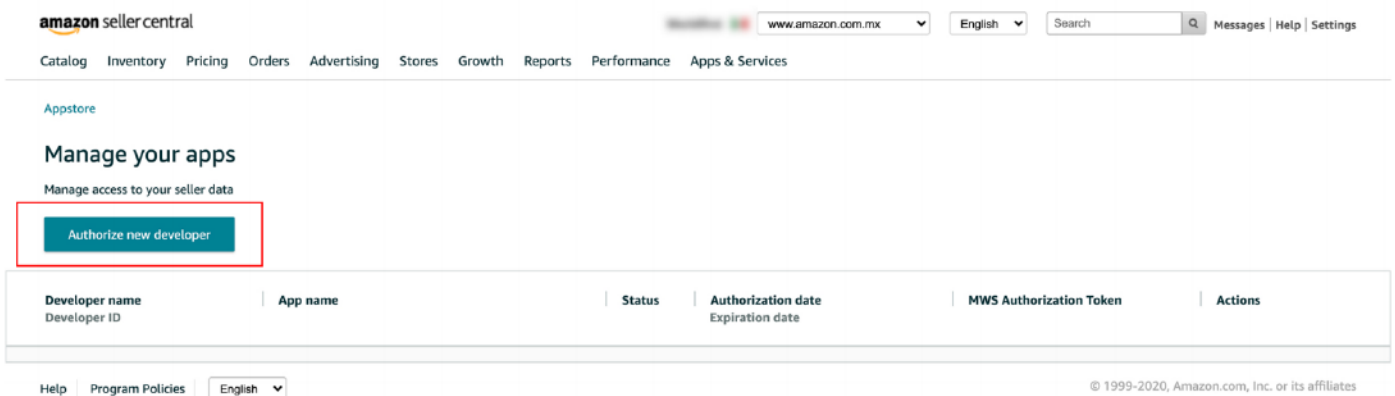 amazon seller central
www.amazon.com.mx
English
Search
Messages | Help | Settings
Catalog Inventory Pricing Orders Advertising Stores Growth Reports Performance Apps & Services
Appstore
Manage your apps
Manage access to your seller data
Authorize new developer
Developer name App name Status Authorization date MWS Authorization Token Actions
Developer ID Expiration date
Help Program Policies English © 1999-2020, Amazon.com, Inc. or its affiliates